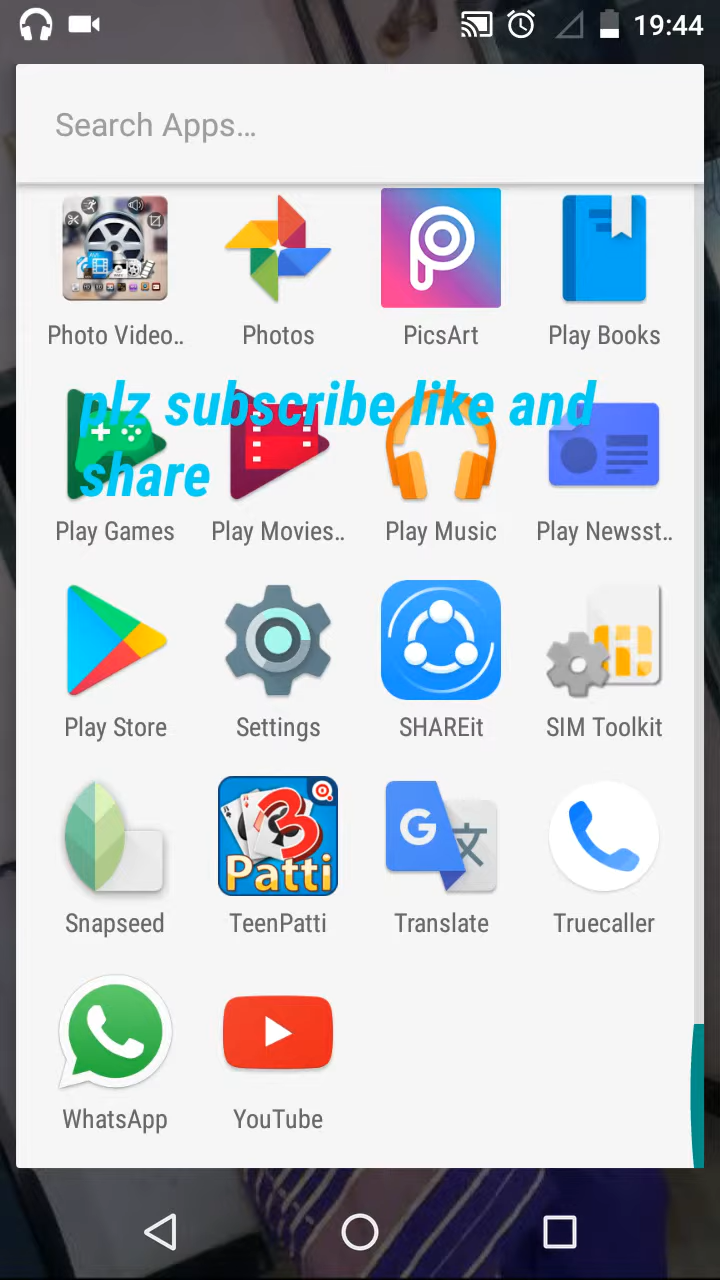 19:44
Search Apps...
Photo Video.. Photos PicsArt Play Books
plz subscribe like and
share
Play Games Play Movies.. Play Music Play Newsst..
Play Store Settings SHAREit SIM Toolkit
3
Patti
G 文
Snapseed TeenPatti Translate Truecaller
WhatsApp YouTube